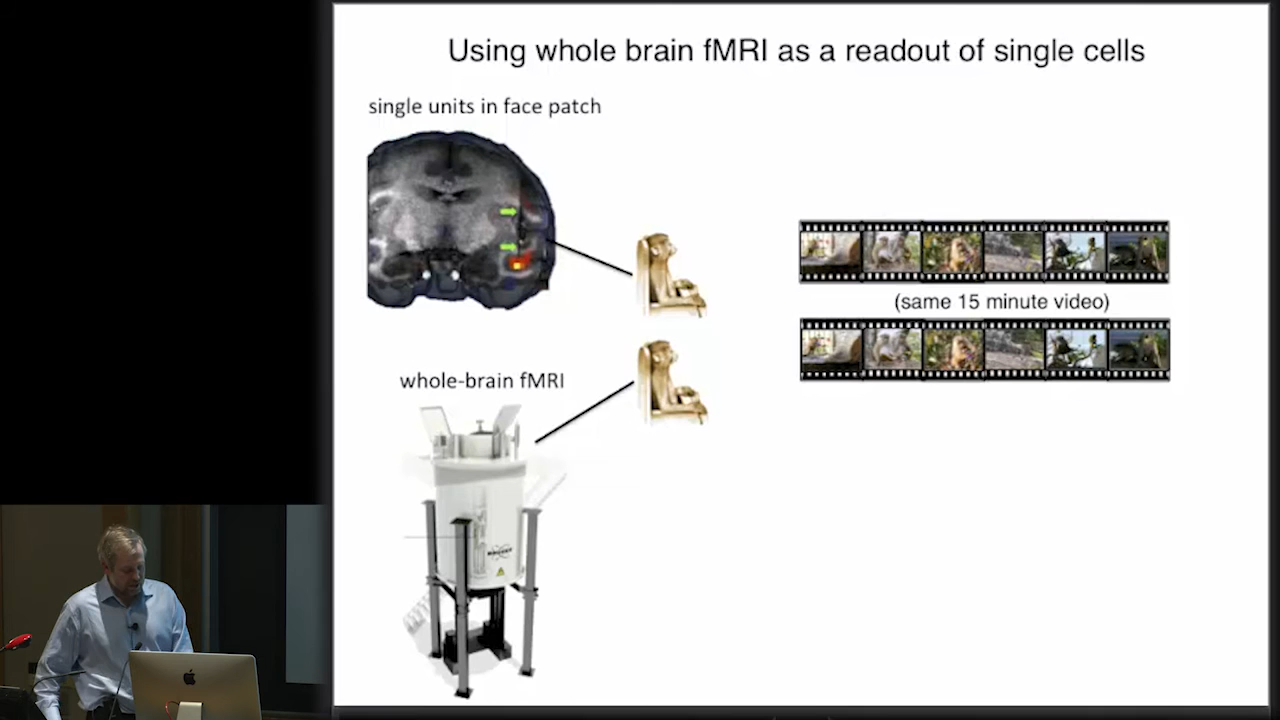 Using whole brain fMRI as a readout of single cells
single units in face patch
(same 15 minute video)
whole-brain fMRI
BRUKER